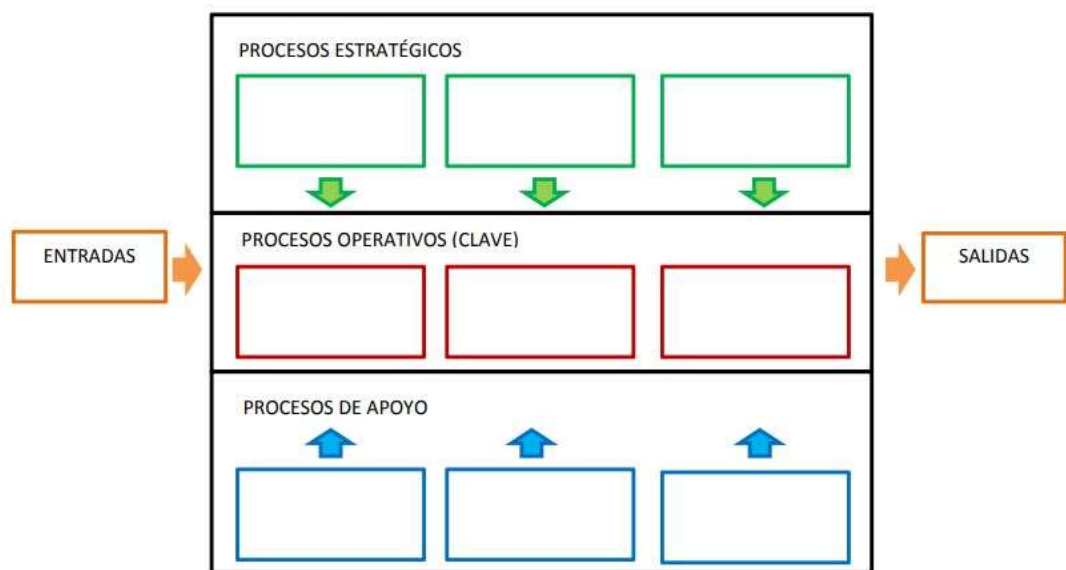 PROCESOS ESTRATÉGICOS
ENTRADAS
PROCESOS OPERATIVOS (CLAVE)
SALIDAS
PROCESOS DE APOYO